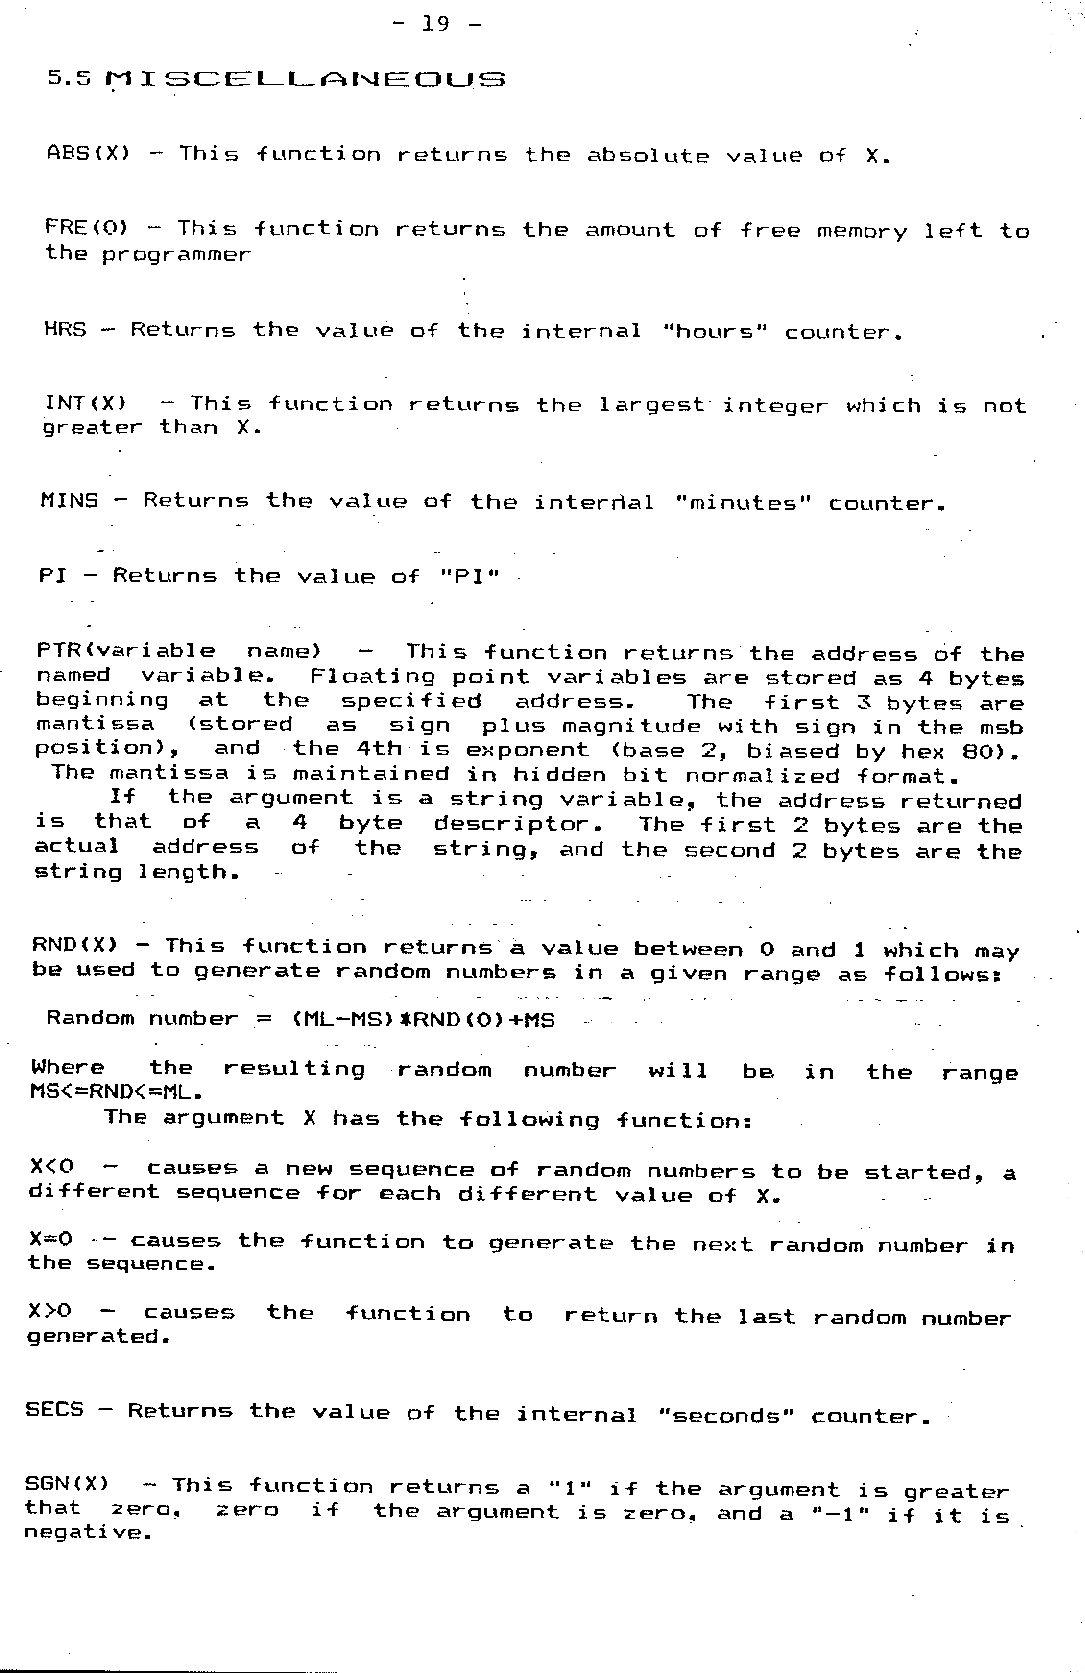 - 19 -
5.5 MISCELLANEOUS
ABS(X) - This function returns the absolute value of X.
FRE(0) - This function returns the amount of free memory left to
the programmer
HRS - Returns the value of the internal "hours" counter.
INT(X) - This function returns the largest integer which is not
greater than X.
MINS - Returns the value of the internal "minutes" counter.
PI - Returns the value of "PI"
PTR(variable name) - This function returns the address of the
named variable. Floating point variables are stored as 4 bytes
beginning at the specified address. The first 3 bytes are
mantissa (stored as sign plus magnitude with sign in the msb
position), and the 4th is exponent (base 2, biased by hex 80).
The mantissa is maintained in hidden bit normalized format.
If the argument is a string variable, the address returned
is that of a 4 byte descriptor. The first 2 bytes are the
actual address of the string, and the second 2 bytes are the
string length.
RND(X) - This function returns a value between 0 and 1 which may
be used to generate random numbers in a given range as follows:
Random number = (ML-MS)*RND(0)+MS
Where the resulting random number will be in the range
MS<=RND<=ML.
The argument X has the following function:
X<0 - causes a new sequence of random numbers to be started, a
different sequence for each different value of X.
X=0 - causes the function to generate the next random number in
the sequence.
X>0 - causes the function to return the last random number
generated.
SECS - Returns the value of the internal "seconds" counter.
SGN(X) - This function returns a "1" if the argument is greater
that zero, zero if the argument is zero, and a "-1" if it is
negative.